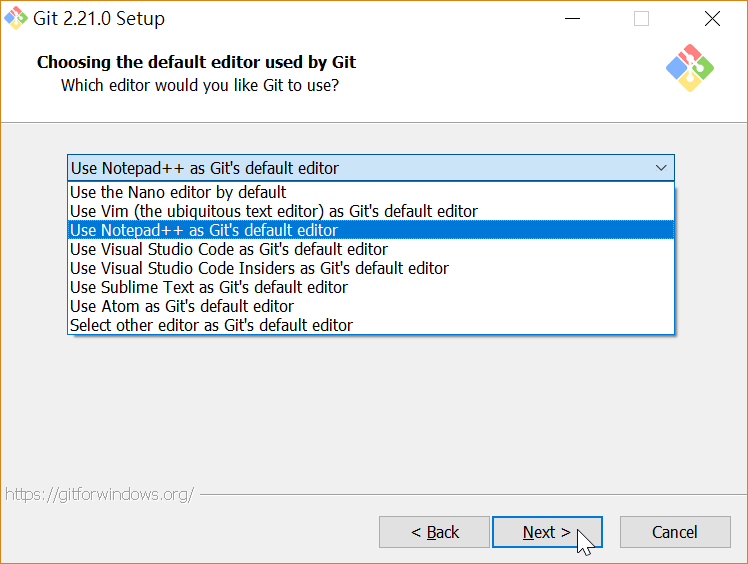 Git 2.21.0 Setup
Choosing the default editor used by Git
Which editor would you like Git to use?
Use Notepad++ as Git's default editor
Use the Nano editor by default
Use Vim (the ubiquitous text editor) as Git's default editor
Use Notepad++ as Git's default editor
Use Visual Studio Code as Git's default editor
Use Visual Studio Code Insiders as Git's default editor
Use Sublime Text as Git's default editor
Use Atom as Git's default editor
Select other editor as Git's default editor
https://gitforwindows.org/
< Back Next > Cancel